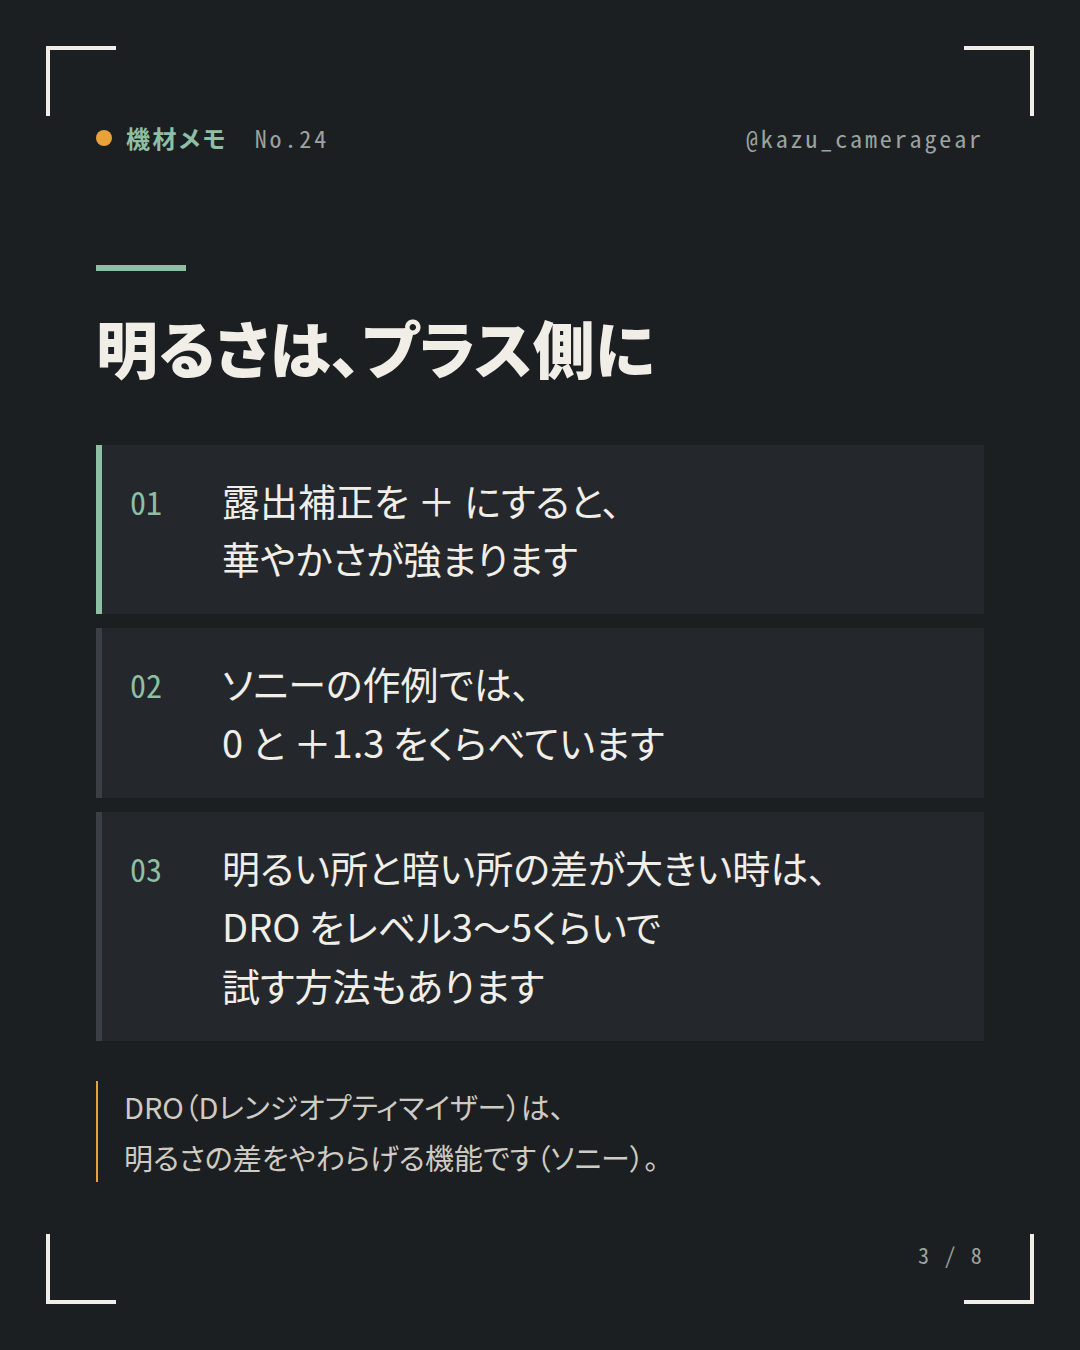 機材メモ No.24
@kazu_cameragear
明るさは、プラス側に
01
露出補正を ＋ にすると、
華やかさが強まります
02
ソニーの作例では、
0 と ＋1.3 をくらべています
03
明るい所と暗い所の差が大きい時は、
DRO をレベル3〜5くらいで
試す方法もあります
DRO（Dレンジオプティマイザー）は、
明るさの差をやわらげる機能です（ソニー）。
3 / 8